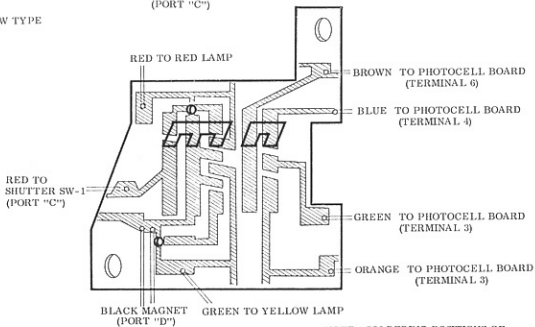 (PORT "C")
W TYPE
RED TO RED LAMP
BROWN TO PHOTOCELL BOARD
(TERMINAL 6)
BLUE TO PHOTOCELL BOARD
(TERMINAL 4)
RED TO
SHUTTER SW-1
(PORT "C")
GREEN TO PHOTOCELL BOARD
(TERMINAL 3)
ORANGE TO PHOTOCELL BOARD
(TERMINAL 3)
BLACK MAGNET
(PORT "D")
GREEN TO YELLOW LAMP